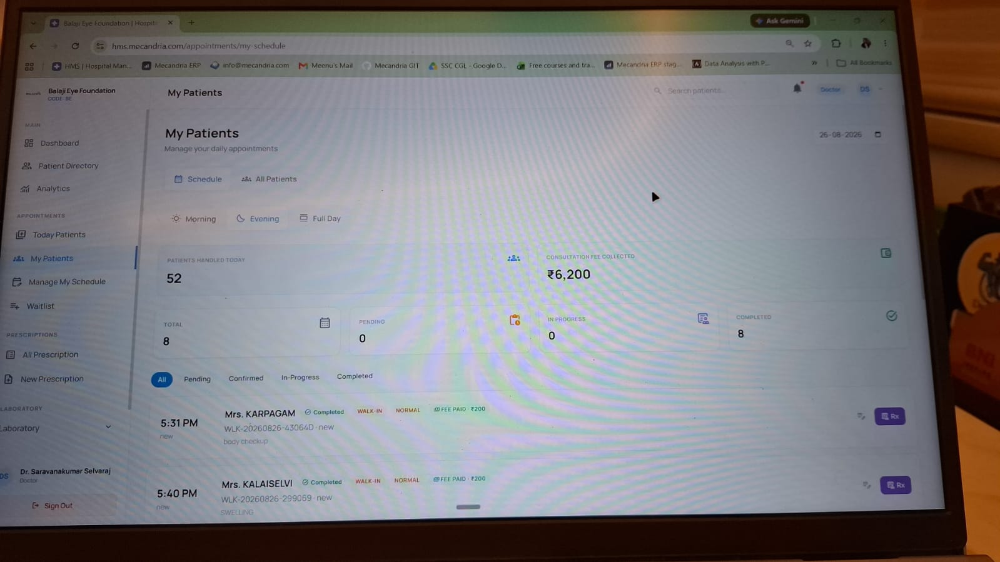 Balaji Eye Foundation | Hospita
Ask Gemini
hms.mecandria.com/appointments/my-schedule
HMS | Hospital Man...
Mecandria ERP
info@mecandria.com
Meenu's Mail
Mecandria GIT
SSC CGL - Google D...
Free courses and tra...
Mecandria ERP stag...
Data Analysis with P...
All Bookmarks
Balaji Eye Foundation
CODE: BE
My Patients
Search patients...
Doctor
DS
MAIN
Dashboard
Patient Directory
Analytics
APPOINTMENTS
Today Patients
My Patients
Manage My Schedule
Waitlist
PRESCRIPTIONS
All Prescription
New Prescription
LABORATORY
Laboratory
DS
Dr. Saravanakumar Selvaraj
Doctor
Sign Out
My Patients
26-08-2026
Manage your daily appointments
Schedule
All Patients
Morning
Evening
Full Day
PATIENTS HANDLED TODAY
52
CONSULTATION FEE COLLECTED
₹6,200
TOTAL
8
PENDING
0
IN PROGRESS
0
COMPLETED
8
All
Pending
Confirmed
In-Progress
Completed
5:31 PM
new
Mrs. KARPAGAM Completed WALK-IN NORMAL FEE PAID · ₹200
WLK-20260826-43064D · new
body checkup
Rx
5:40 PM
new
Mrs. KALAISELVI Completed WALK-IN NORMAL FEE PAID · ₹200
WLK-20260826-299069 · new
SWELLING
Rx